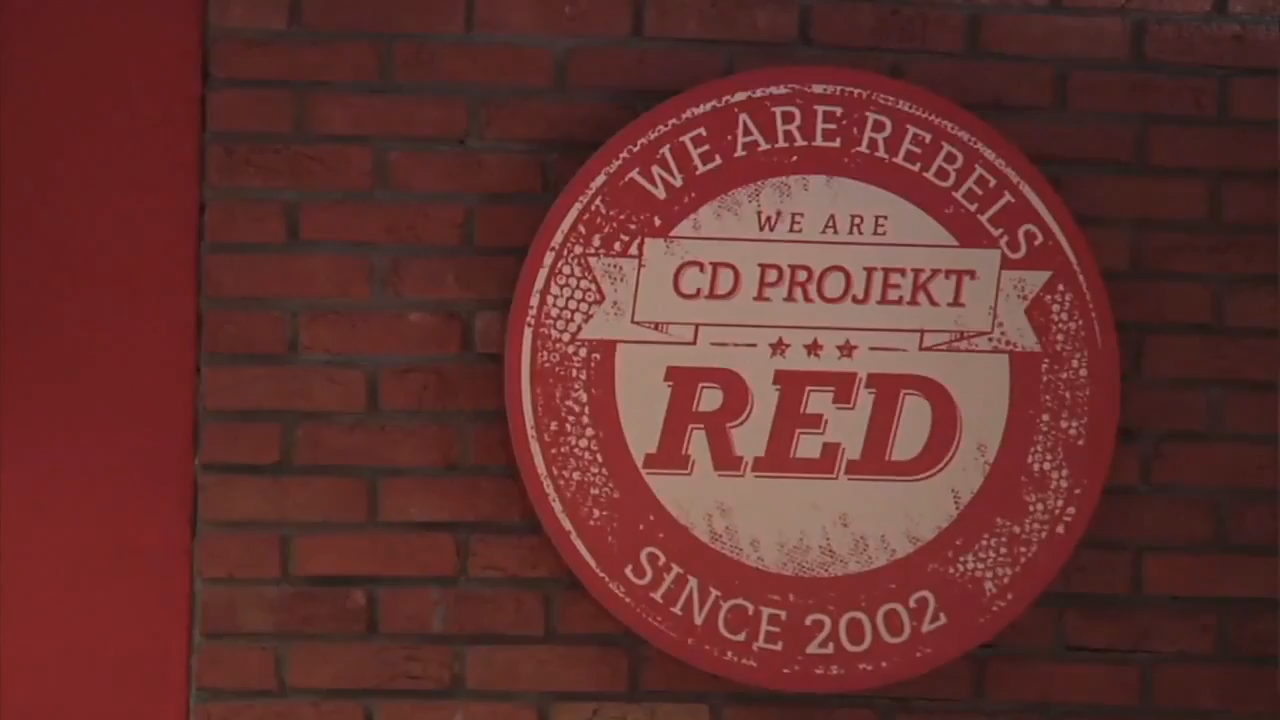 WE ARE REBELS
WE ARE
CD PROJEKT
RED
SINCE 2002